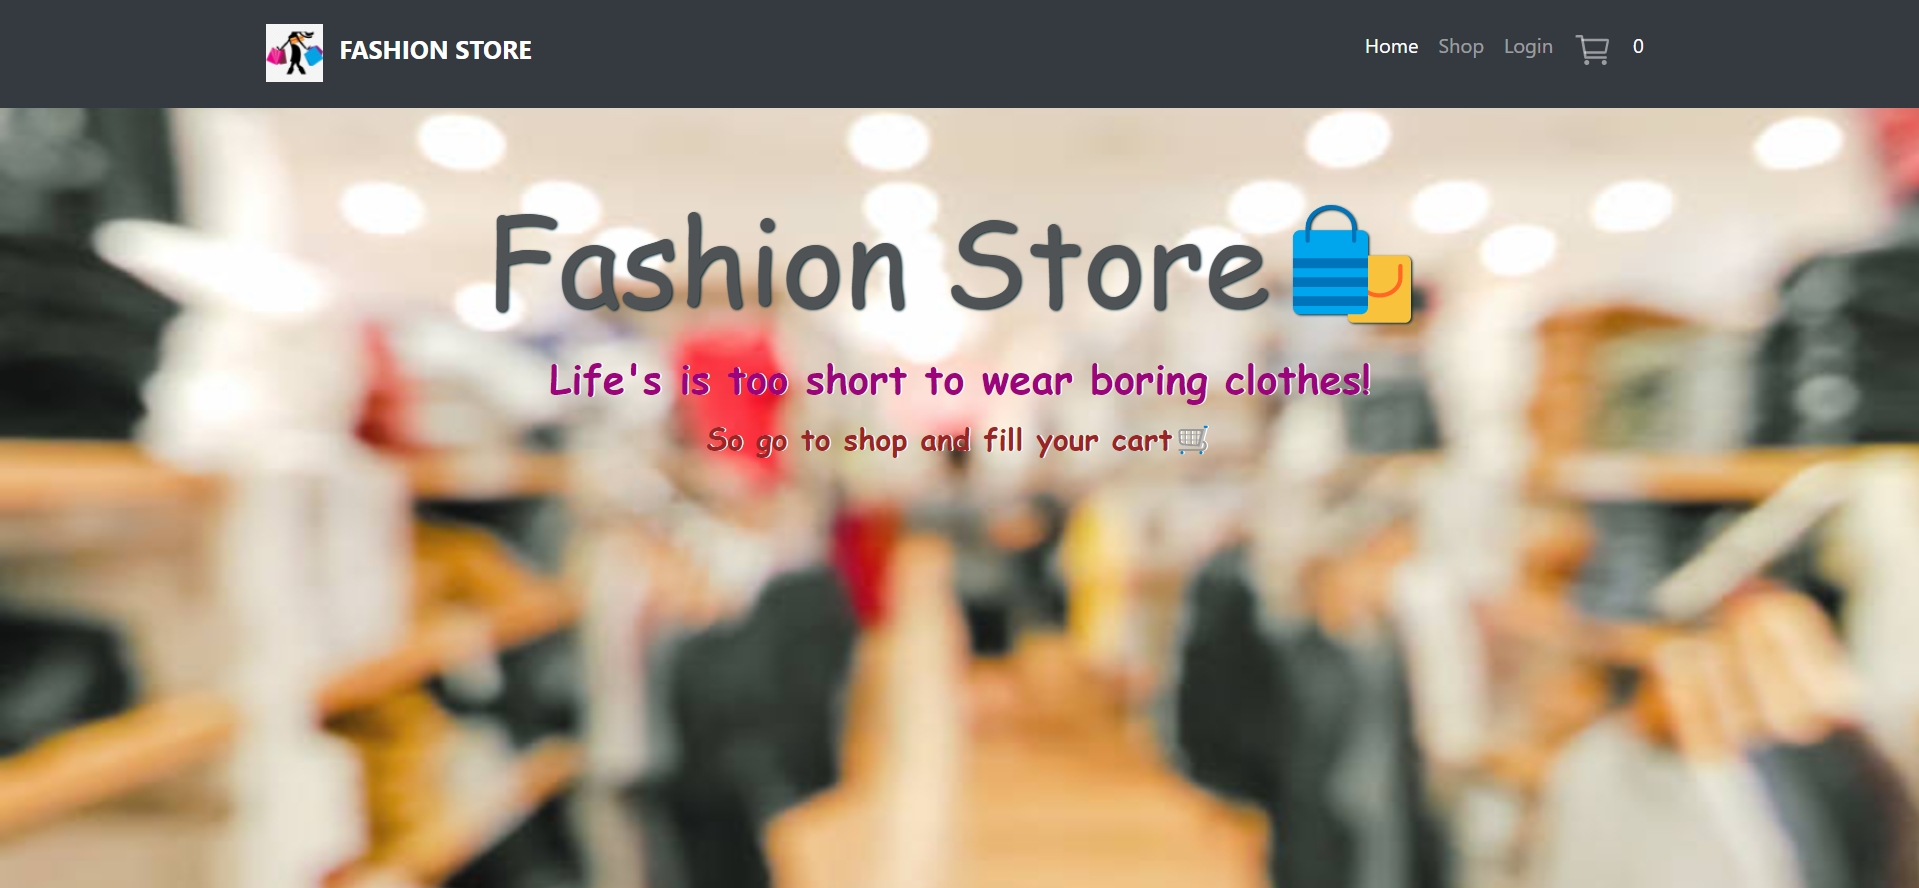 FASHION STORE
Home Shop Login 0
Fashion Store
Life's is too short to wear boring clothes!
So go to shop and fill your cart